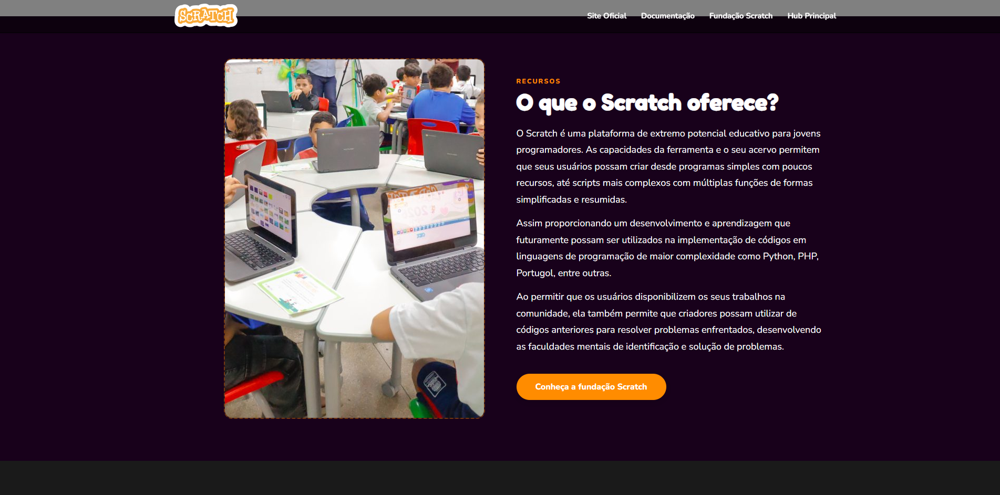 SCRATCH
Site Oficial
Documentação
Fundação Scratch
Hub Principal
RECURSOS
O que o Scratch oferece?
O Scratch é uma plataforma de extremo potencial educativo para jovens
programadores. As capacidades da ferramenta e o seu acervo permitem
que seus usuários possam criar desde programas simples com poucos
recursos, até scripts mais complexos com múltiplas funções de formas
simplificadas e resumidas.
Assim proporcionando um desenvolvimento e aprendizagem que
futuramente possam ser utilizados na implementação de códigos em
linguagens de programação de maior complexidade como Python, PHP,
Portugol, entre outras.
Ao permitir que os usuários disponibilizem os seus trabalhos na
comunidade, ela também permite que criadores possam utilizar de
códigos anteriores para resolver problemas enfrentados, desenvolvendo
as faculdades mentais de identificação e solução de problemas.
Conheça a fundação Scratch